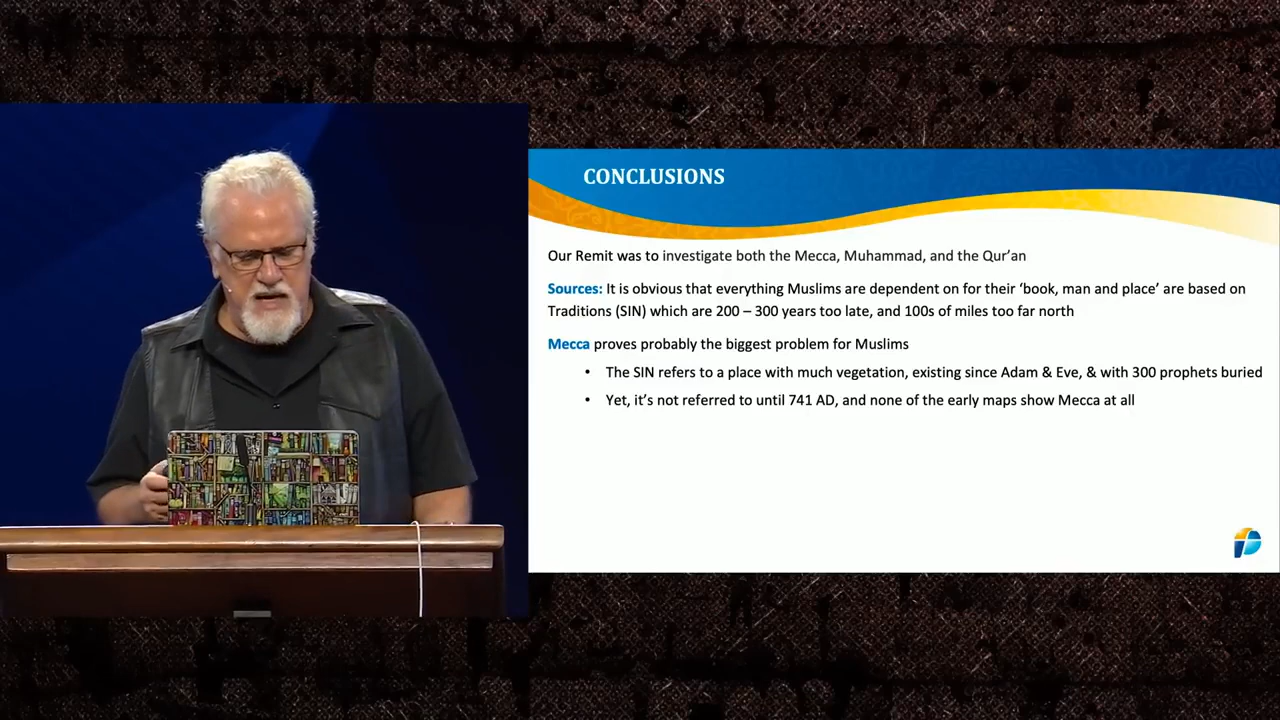 CONCLUSIONS
Our Remit was to investigate both the Mecca, Muhammad, and the Qur’an
Sources: It is obvious that everything Muslims are dependent on for their ‘book, man and place’ are based on
Traditions (SIN) which are 200 – 300 years too late, and 100s of miles too far north
Mecca proves probably the biggest problem for Muslims
• The SIN refers to a place with much vegetation, existing since Adam & Eve, & with 300 prophets buried
• Yet, it’s not referred to until 741 AD, and none of the early maps show Mecca at all